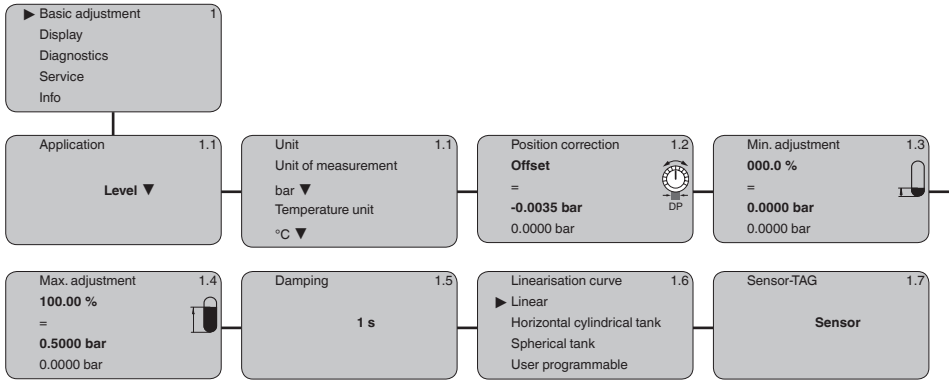 ▶ Basic adjustment 1
Display
Diagnostics
Service
Info
Application 1.1
Level ▼
Unit 1.1
Unit of measurement
bar ▼
Temperature unit
°C ▼
Position correction 1.2
Offset
=
-0.0035 bar
0.0000 bar
DP
Min. adjustment 1.3
000.0 %
=
0.0000 bar
0.0000 bar
Max. adjustment 1.4
100.00 %
=
0.5000 bar
0.0000 bar
Damping 1.5
1 s
Linearisation curve 1.6
▶ Linear
Horizontal cylindrical tank
Spherical tank
User programmable
Sensor-TAG 1.7
Sensor